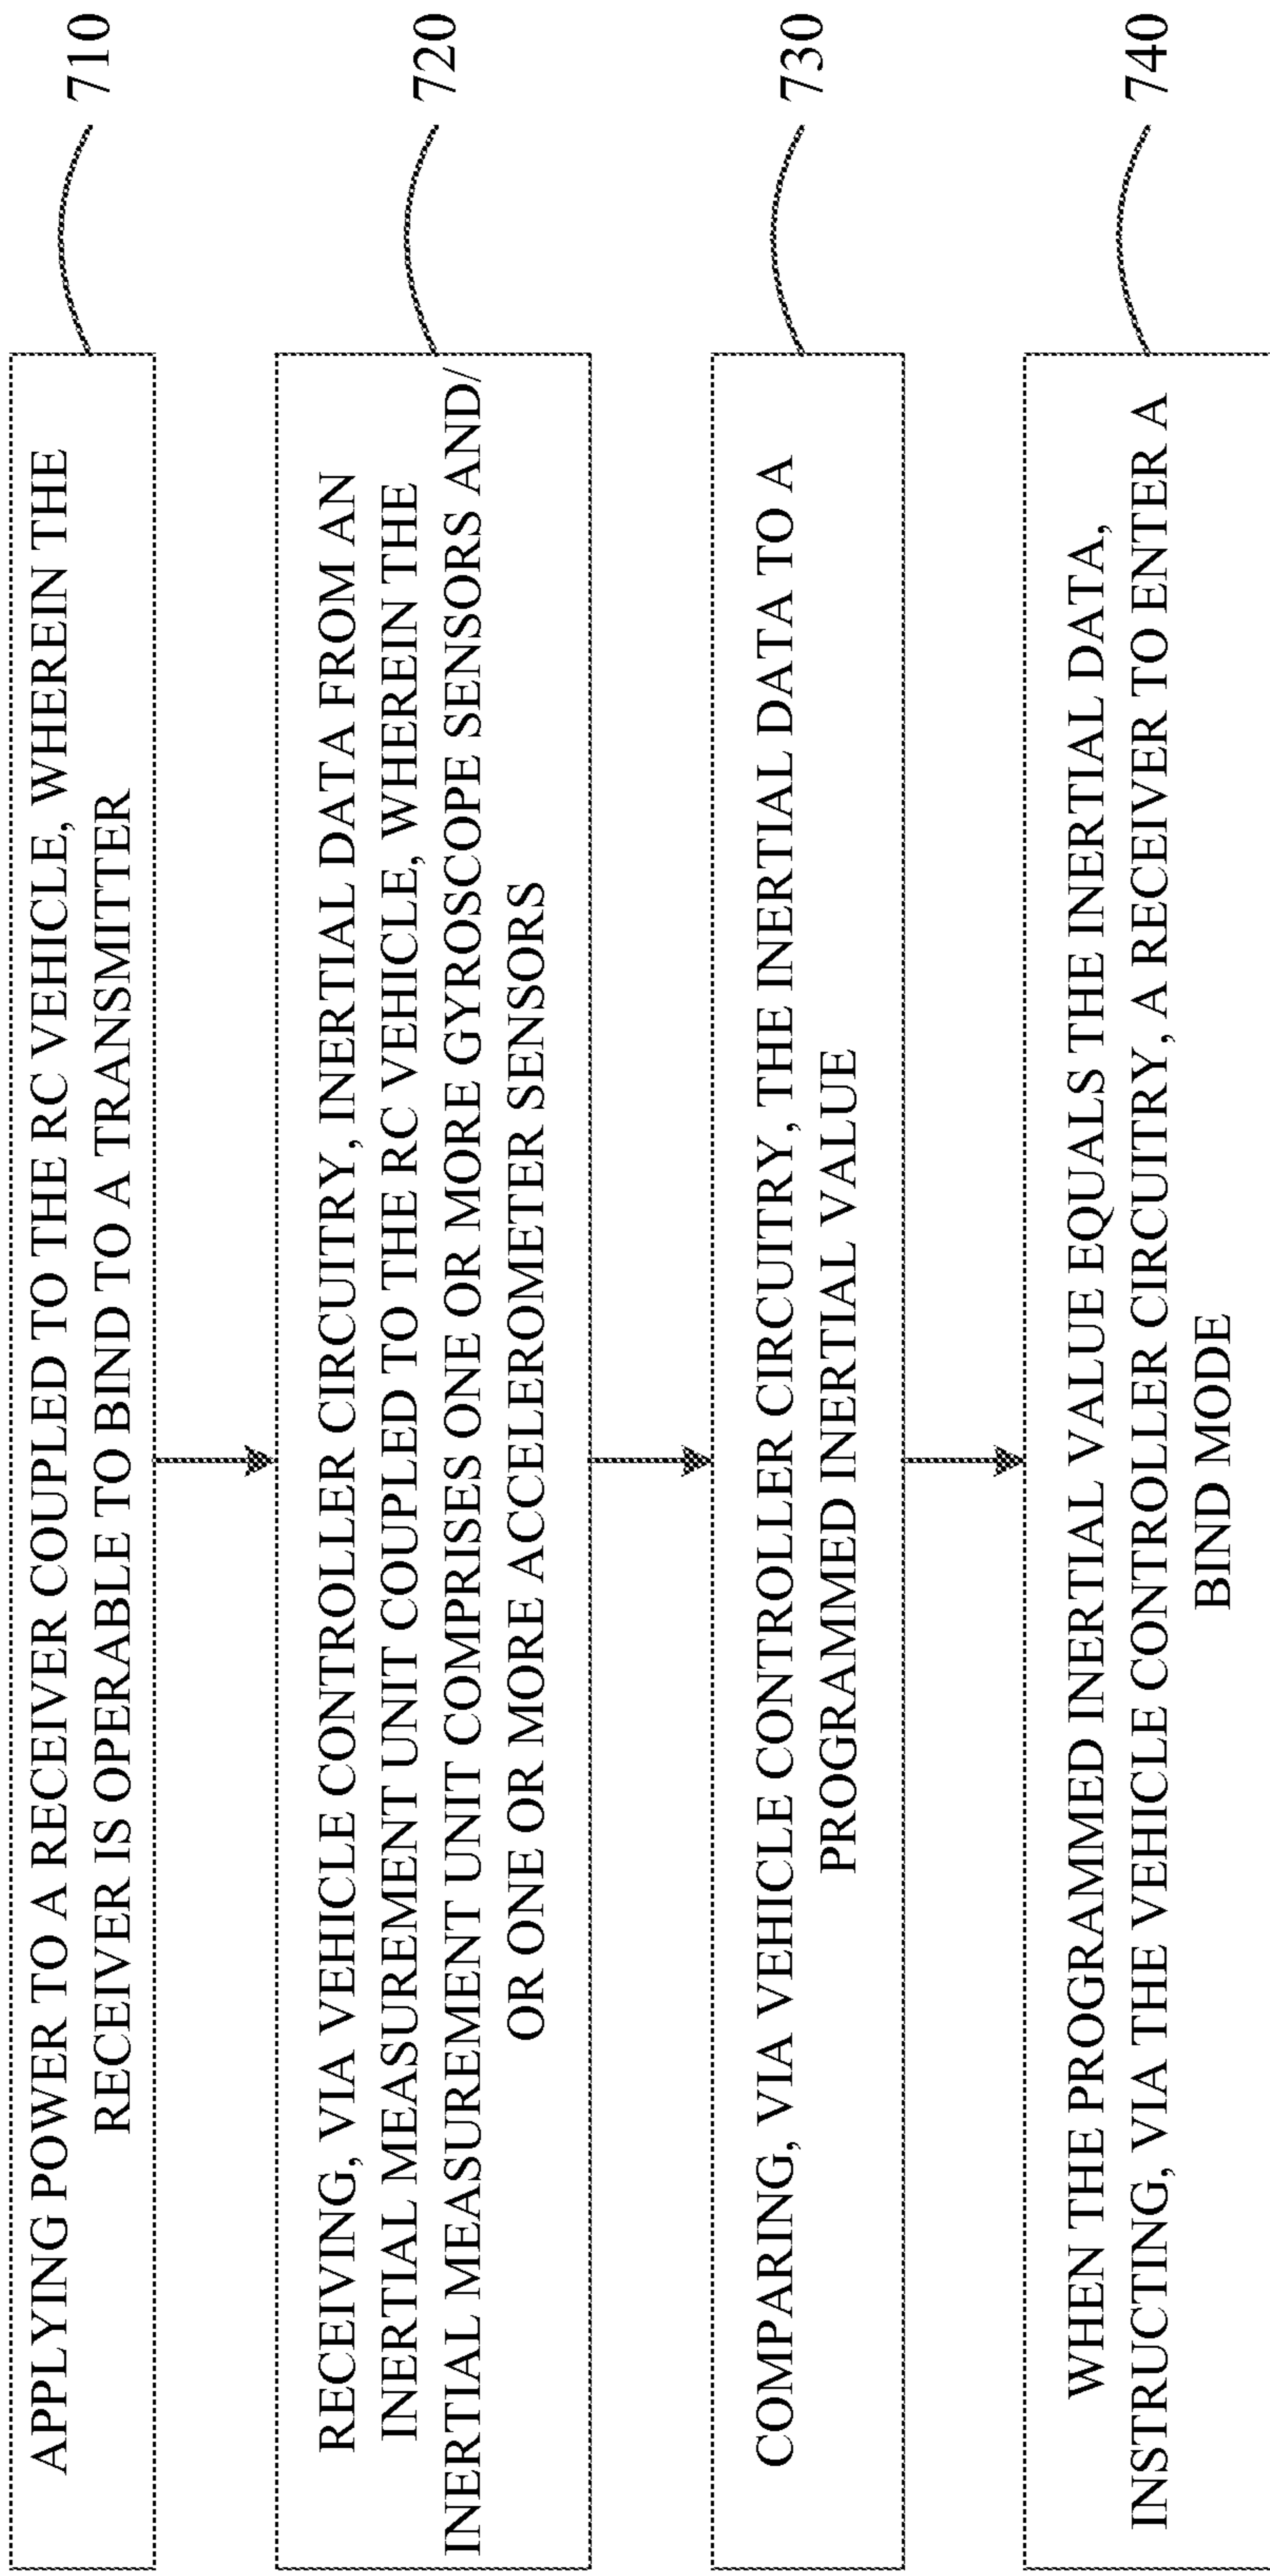 APPLYING POWER TO A RECEIVER COUPLED TO THE RC VEHICLE, WHEREIN THE
RECEIVER IS OPERABLE TO BIND TO A TRANSMITTER
710
RECEIVING, VIA VEHICLE CONTROLLER CIRCUITRY, INERTIAL DATA FROM AN
INERTIAL MEASUREMENT UNIT COUPLED TO THE RC VEHICLE, WHEREIN THE
INERTIAL MEASUREMENT UNIT COMPRISES ONE OR MORE GYROSCOPE SENSORS AND/
OR ONE OR MORE ACCELEROMETER SENSORS
720
COMPARING, VIA VEHICLE CONTROLLER CIRCUITRY, THE INERTIAL DATA TO A
PROGRAMMED INERTIAL VALUE
730
WHEN THE PROGRAMMED INERTIAL VALUE EQUALS THE INERTIAL DATA,
INSTRUCTING, VIA THE VEHICLE CONTROLLER CIRCUITRY, A RECEIVER TO ENTER A
BIND MODE
740